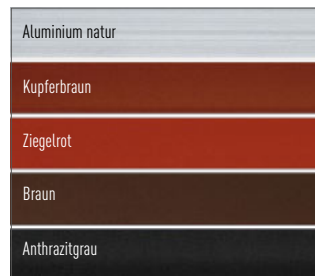 Aluminium natur
Kupferbraun
Ziegelrot
Braun
Anthrazitgrau